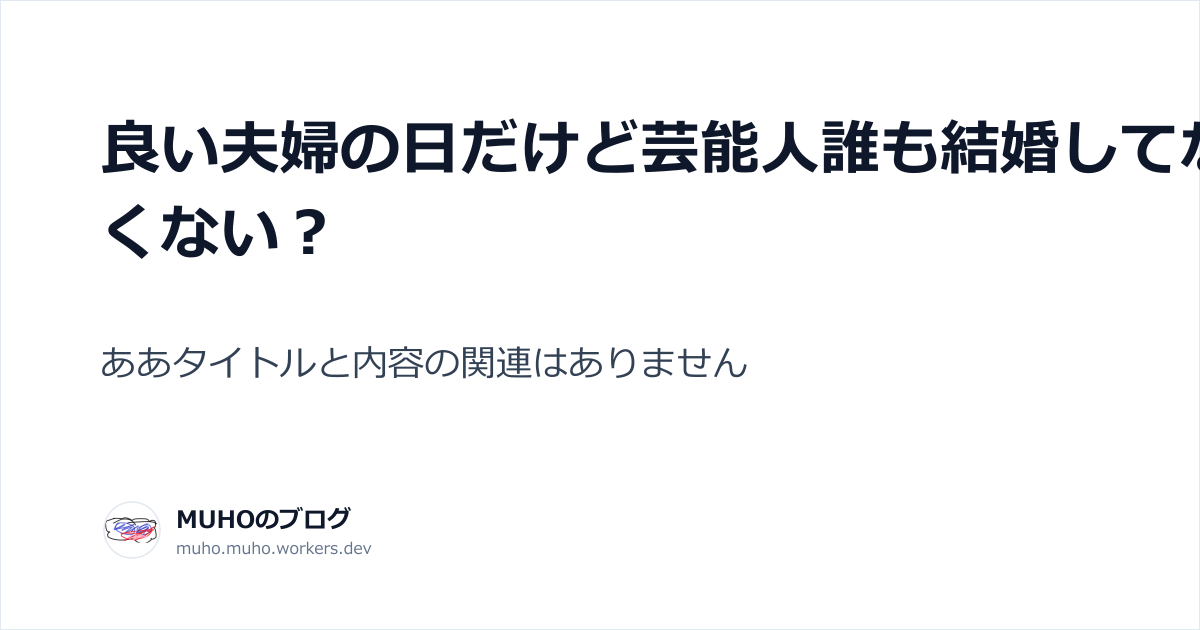 良い夫婦の日だけど芸能人誰も結婚してな
くない？
ああタイトルと内容の関連はありません
MUHOのブログ
muho.muho.workers.dev